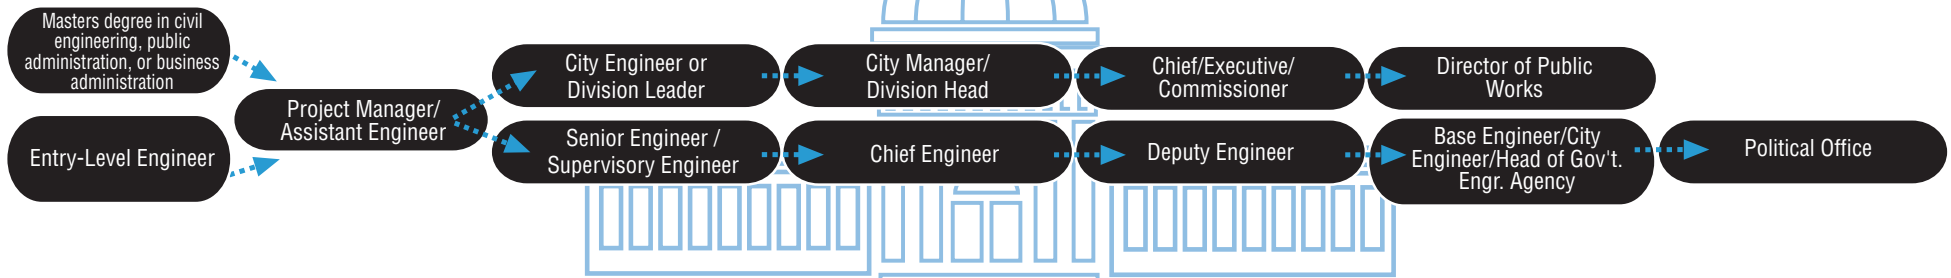 Masters degree in civil
engineering, public
administration, or business
administration
Entry-Level Engineer
Project Manager/
Assistant Engineer
City Engineer or
Division Leader
City Manager/
Division Head
Chief/Executive/
Commissioner
Director of Public
Works
Senior Engineer /
Supervisory Engineer
Chief Engineer
Deputy Engineer
Base Engineer/City
Engineer/Head of Gov't.
Engr. Agency
Political Office